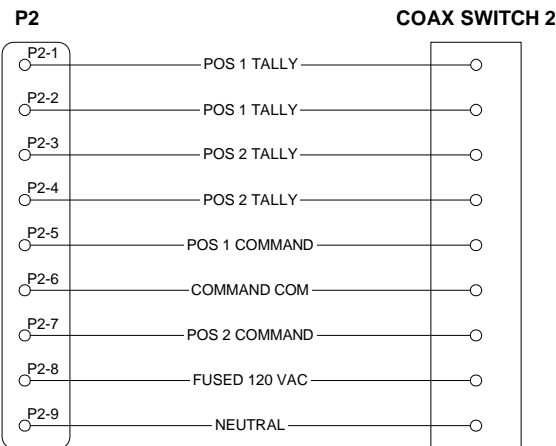 P2 COAX SWITCH 2
P2-1 POS 1 TALLY
P2-2 POS 1 TALLY
P2-3 POS 2 TALLY
P2-4 POS 2 TALLY
P2-5 POS 1 COMMAND
P2-6 COMMAND COM
P2-7 POS 2 COMMAND
P2-8 FUSED 120 VAC
P2-9 NEUTRAL